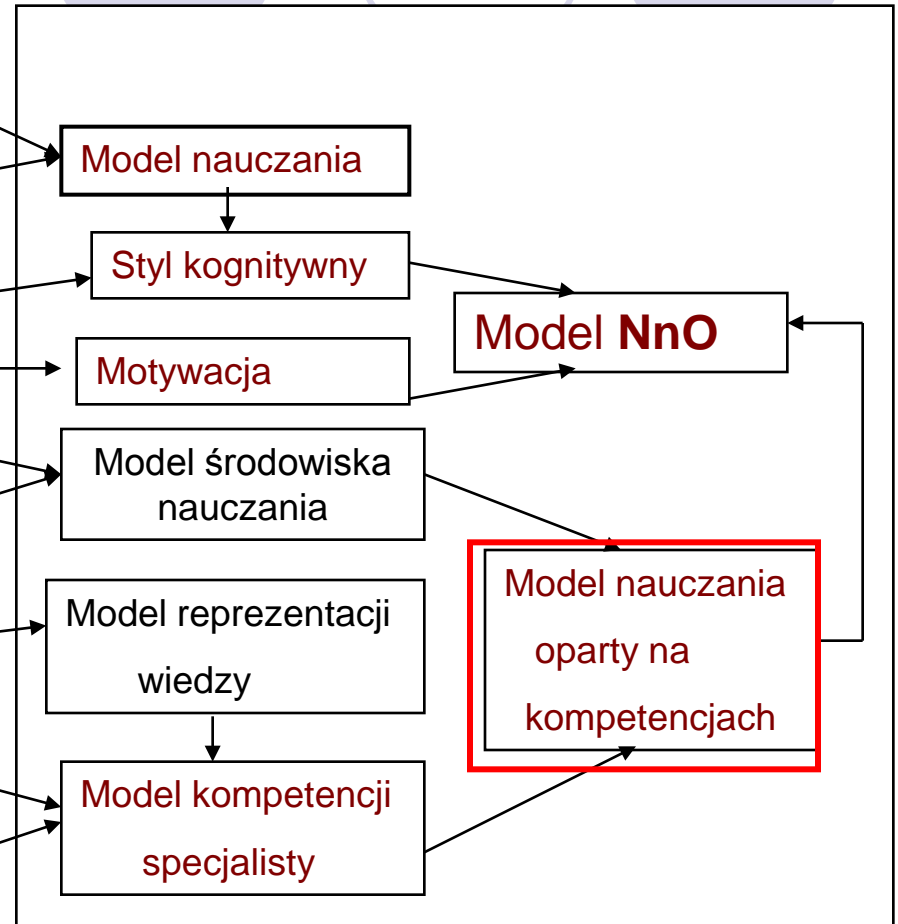 Model nauczania
Styl kognitywny
Model NnO
Motywacja
Model środowiska
nauczania
Model nauczania
oparty na
kompetencjach
Model reprezentacji
wiedzy
Model kompetencji
specjalisty